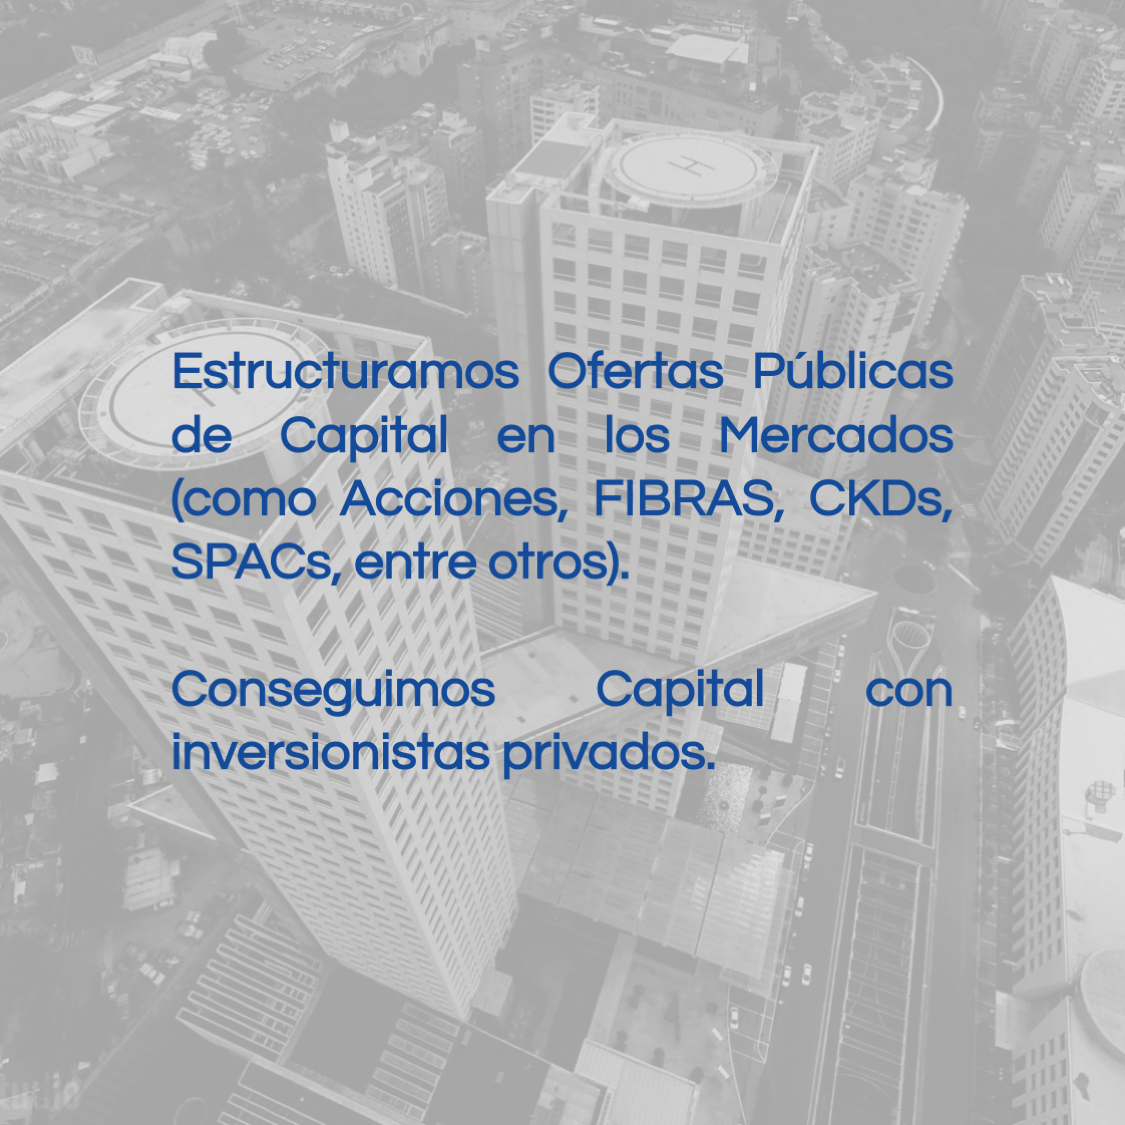 Estructuramos Ofertas Públicas
de Capital en los Mercados
(como Acciones, FIBRAS, CKDs,
SPACs, entre otros).
Conseguimos Capital con
inversionistas privados.